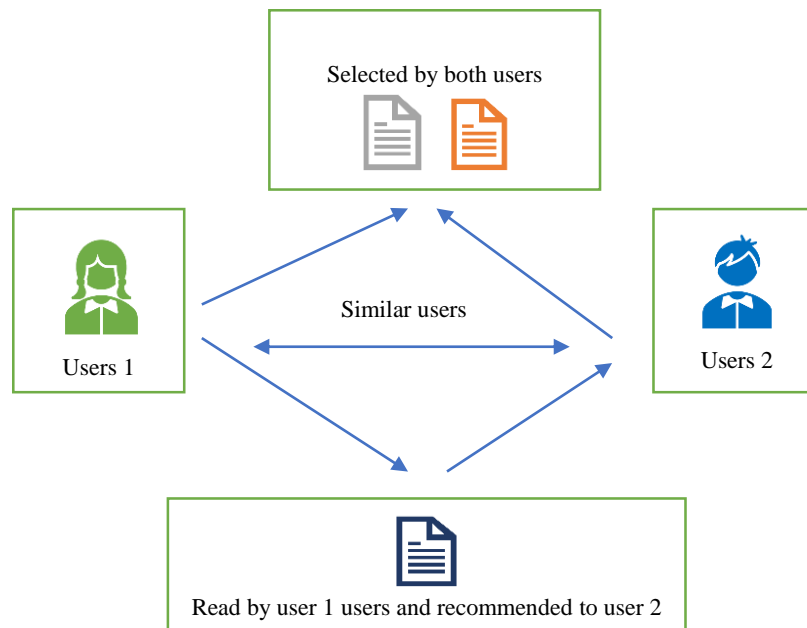 Selected by both users
Similar users
Users 1
Users 2
Read by user 1 users and recommended to user 2